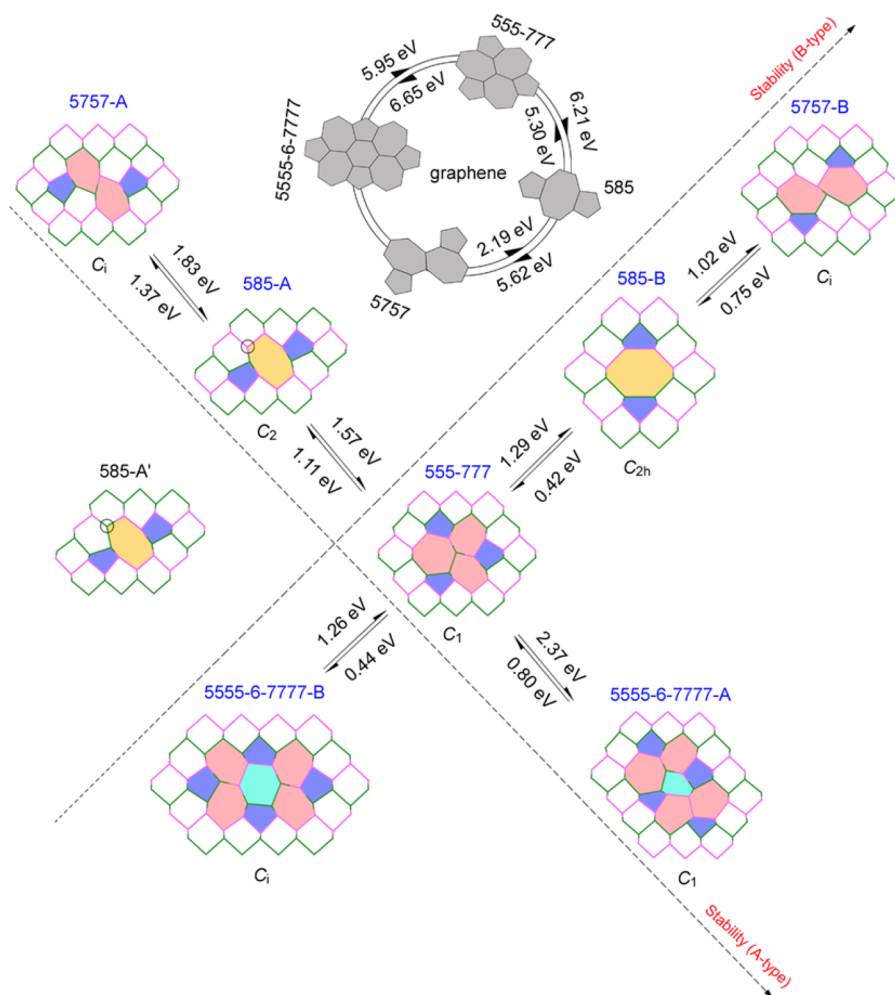 555-777
5.95 eV
6.65 eV
6.21 eV
5.30 eV
5555-6-7777
graphene
585
2.19 eV
5.62 eV
5757
Stability (B-type)
5757-A
Ci
1.83 eV
1.37 eV
585-A
C2
1.57 eV
1.11 eV
5757-B
Ci
1.02 eV
0.75 eV
585-B
C2h
1.29 eV
0.42 eV
585-A'
555-777
C1
1.26 eV
0.44 eV
5555-6-7777-B
Ci
2.37 eV
0.80 eV
5555-6-7777-A
C1
Stability (A-type)